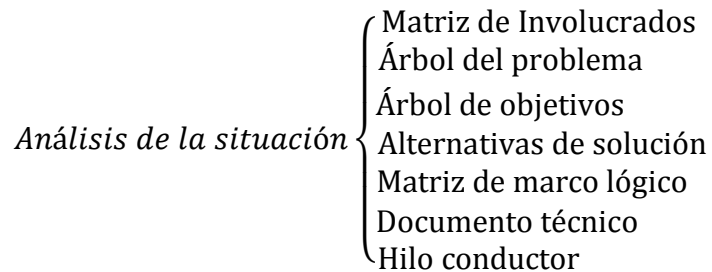 Matriz de Involucrados
Árbol del problema
Árbol de objetivos
Análisis de la situación
Alternativas de solución
Matriz de marco lógico
Documento técnico
Hilo conductor